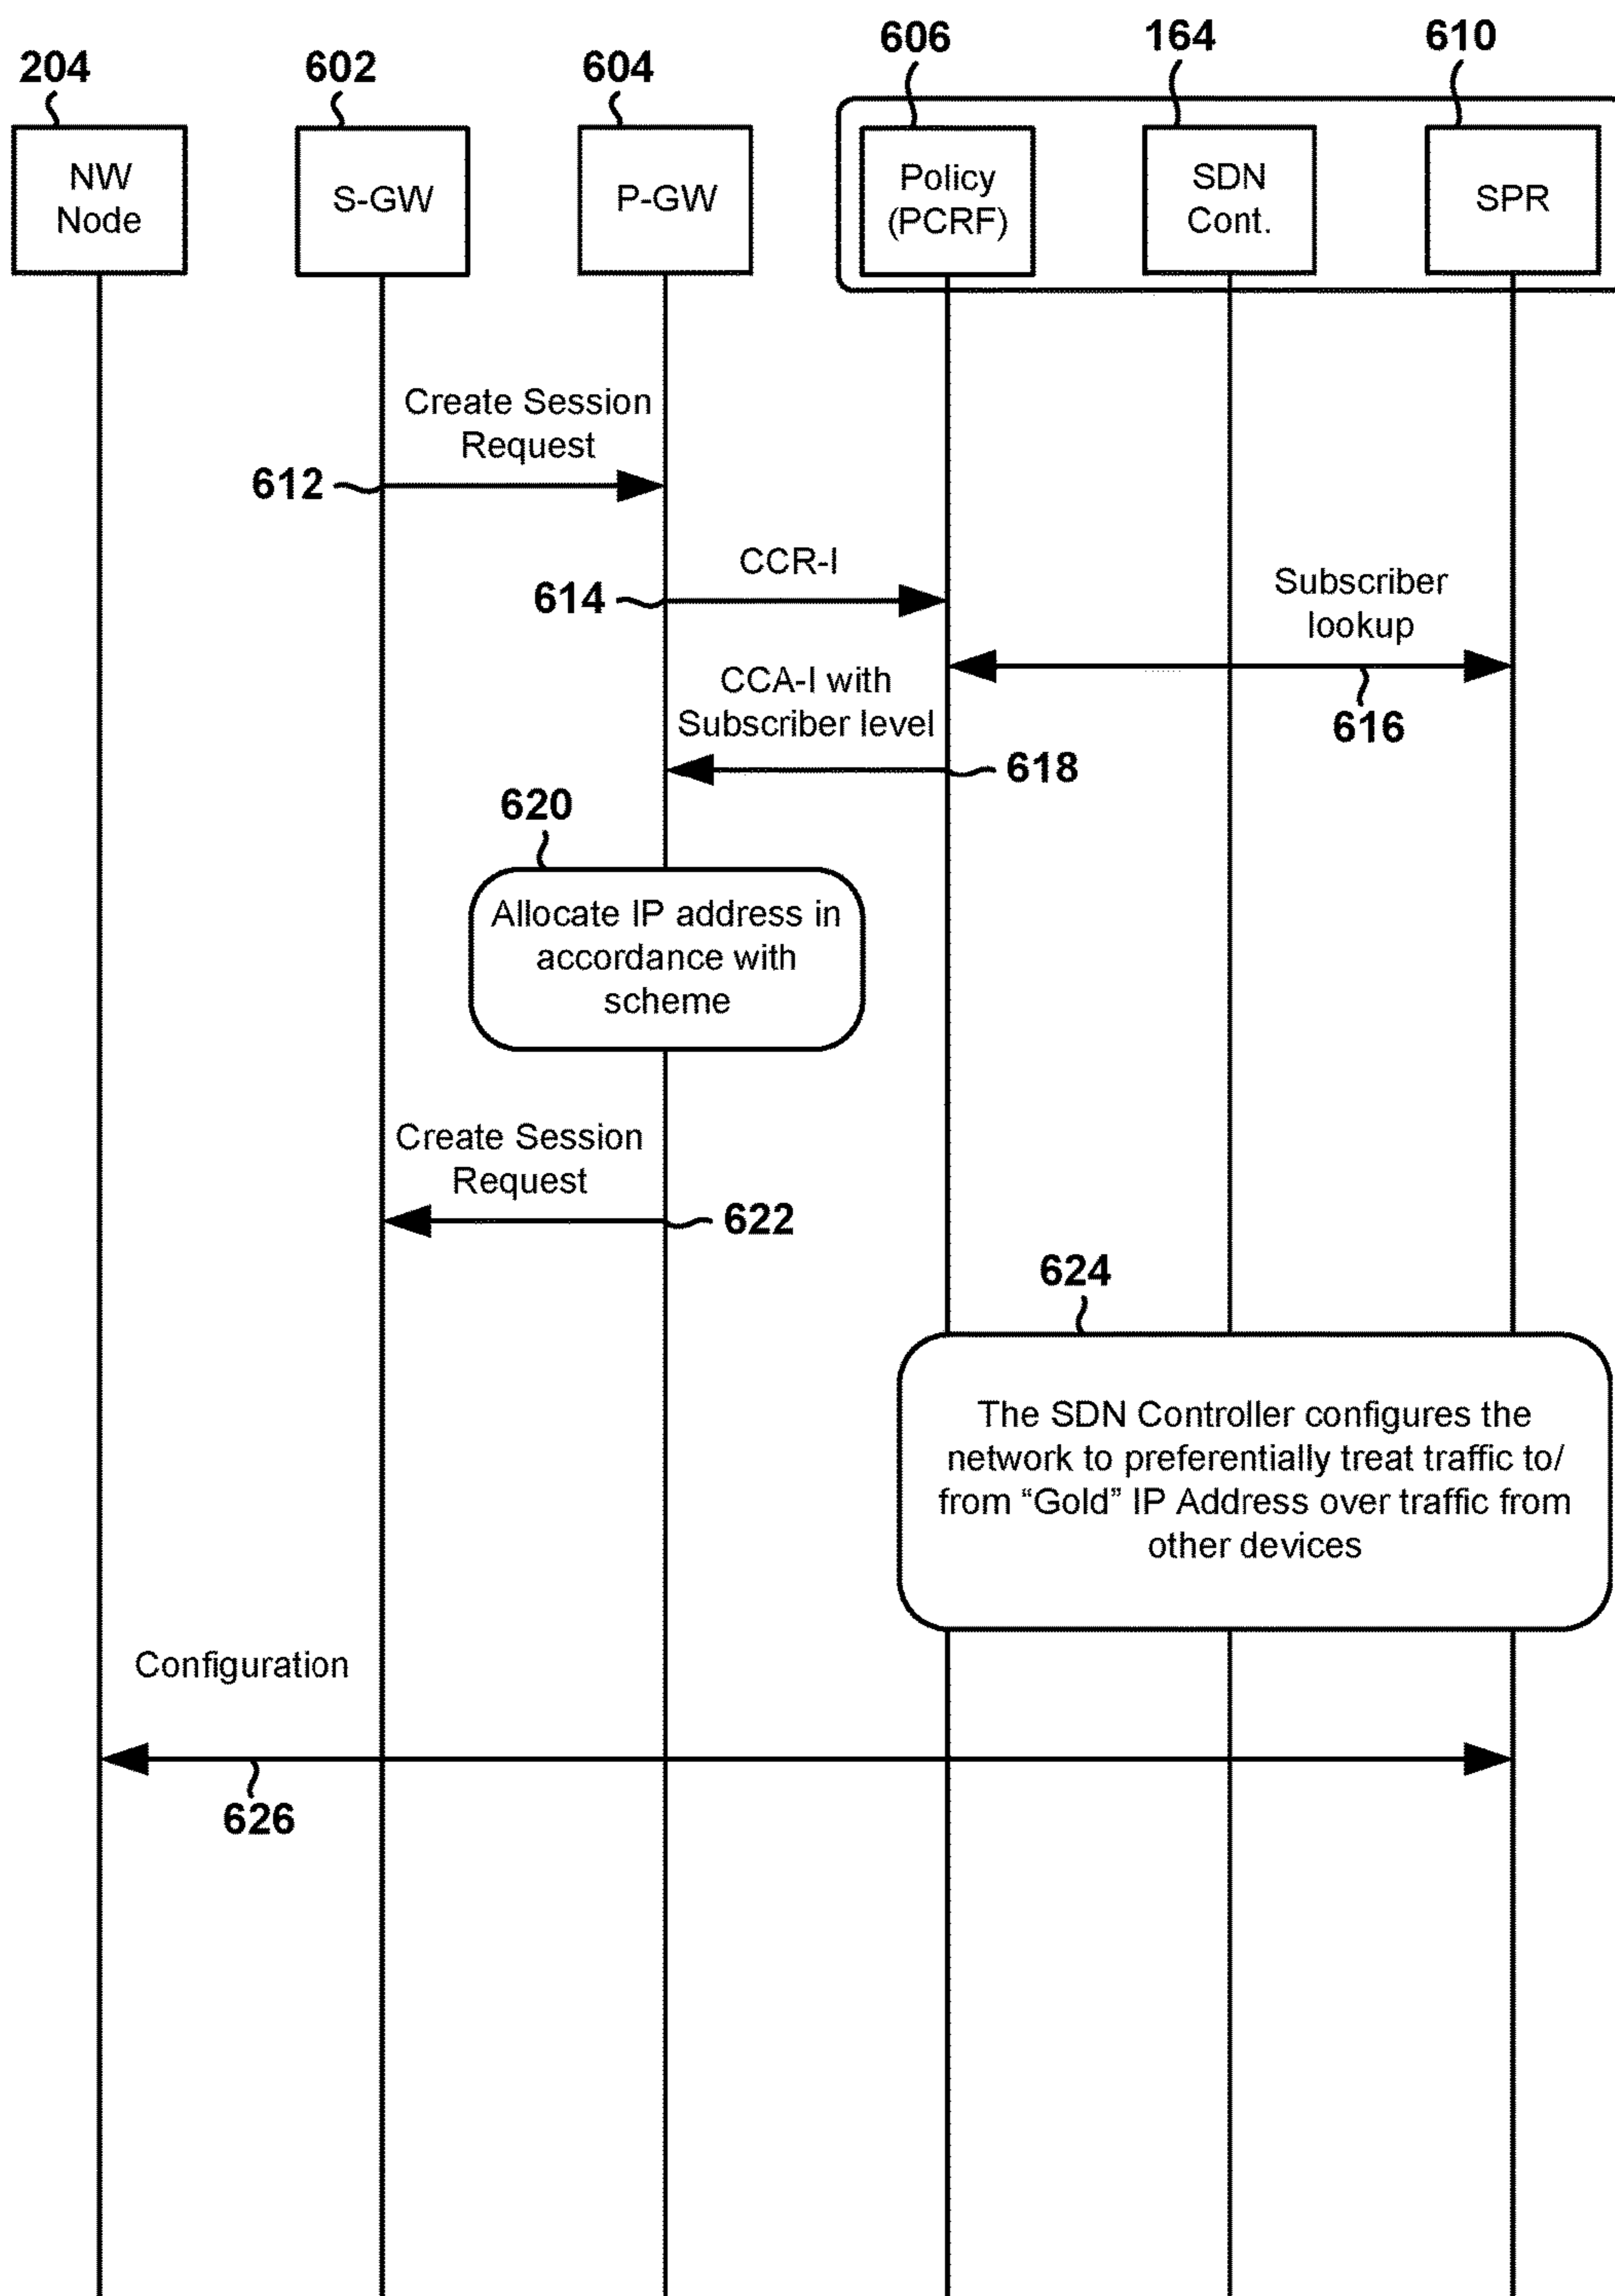 204
602
604
606
164
610
NW
Node
S-GW
P-GW
Policy
(PCRF)
SDN
Cont.
SPR
Create Session
Request
612
CCR-I
614
Subscriber
lookup
616
CCA-I with
Subscriber level
618
620
Allocate IP address in
accordance with
scheme
Create Session
Request
622
624
The SDN Controller configures the
network to preferentially treat traffic to/
from “Gold” IP Address over traffic from
other devices
Configuration
626